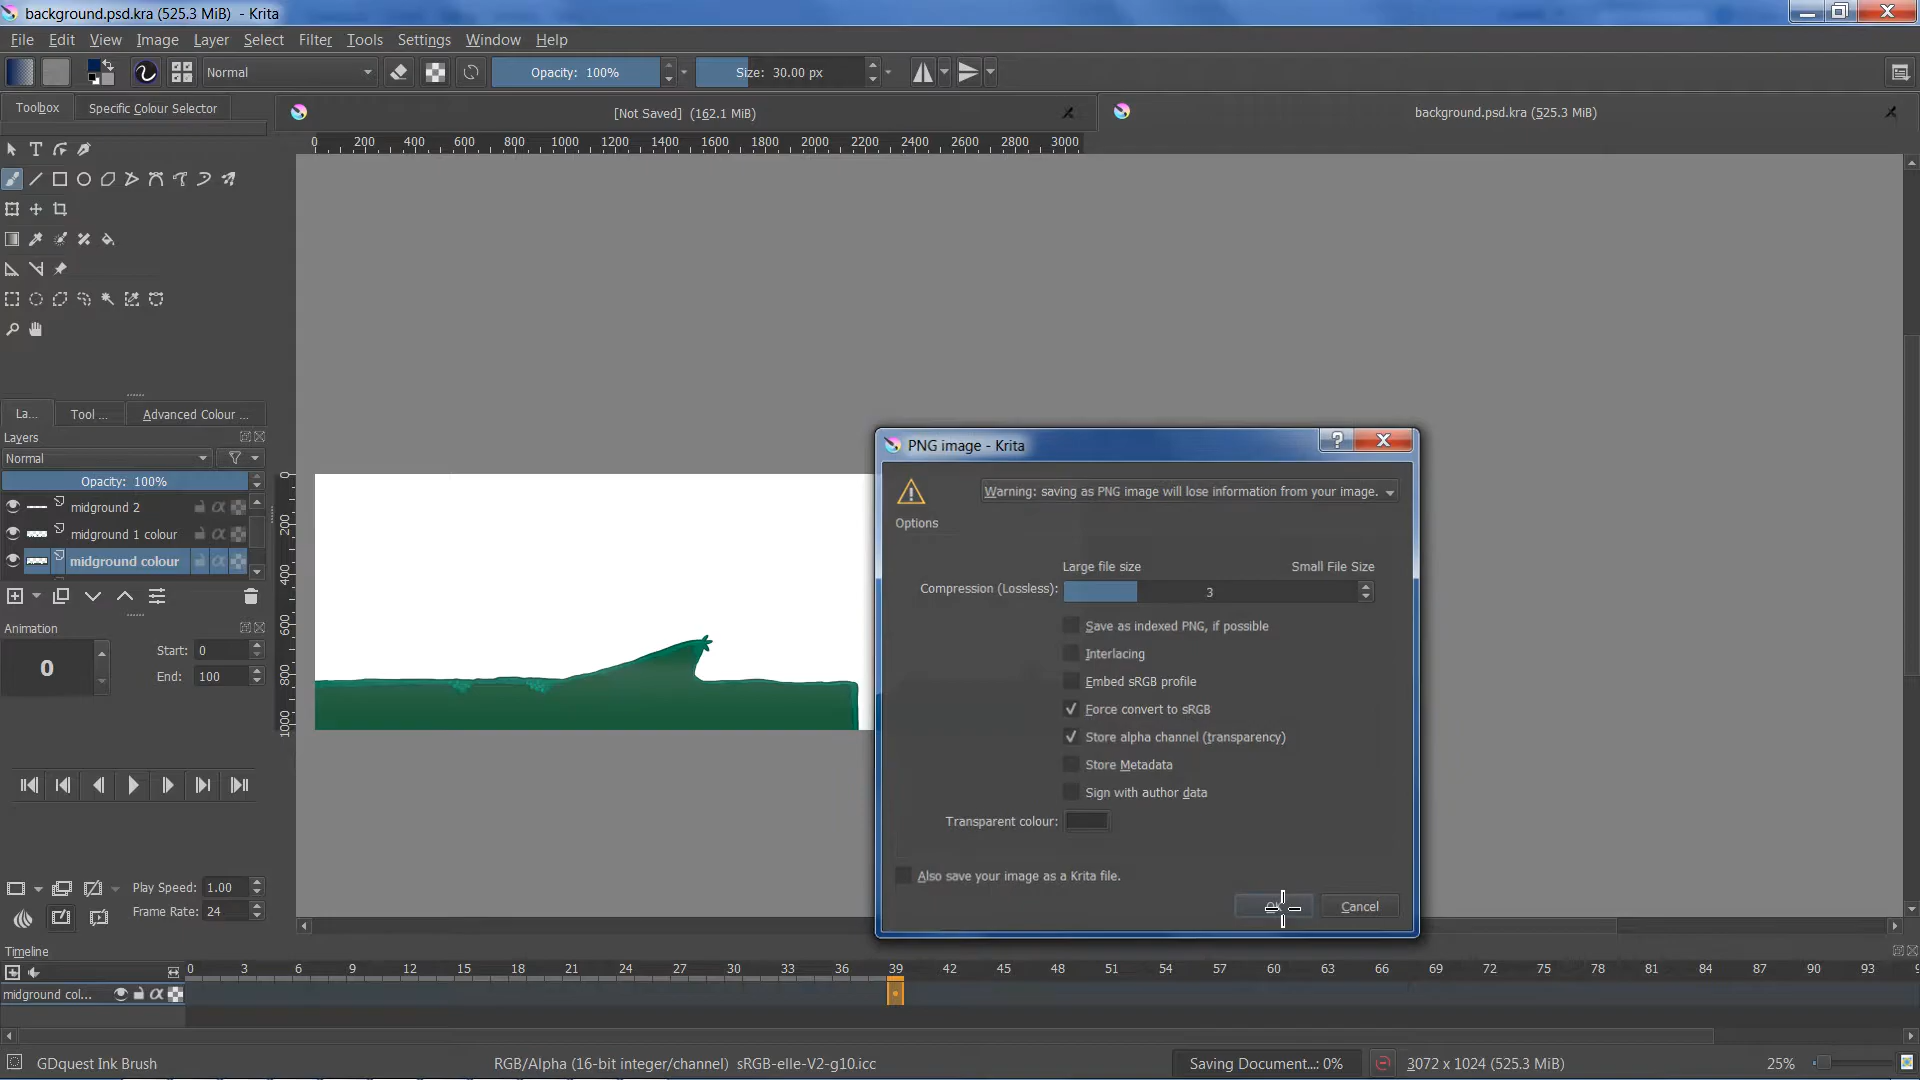 background.psd.kra (525.3 MiB) - Krita
File Edit View Image Layer Select Filter Tools Settings Window Help
Normal Opacity: 100% Size: 30.00 px
Toolbox Specific Colour Selector [Not Saved] (162.1 MiB) background.psd.kra (525.3 MiB)
0 200 400 600 800 1000 1200 1400 1600 1800 2000 2200 2400 2600 2800 3000
La... Tool ... Advanced Colour ...
Layers
Normal
Opacity: 100%
midground 2
midground 1 colour
midground colour
0 200 400 600 800 1000
Animation
0
Start: 0
End: 100
Play Speed: 1.00
Frame Rate: 24
PNG image - Krita
Warning: saving as PNG image will lose information from your image.
Options
Large file size Small File Size
Compression (Lossless): 3
Save as indexed PNG, if possible
Interlacing
Embed sRGB profile
Force convert to sRGB
Store alpha channel (transparency)
Store Metadata
Sign with author data
Transparent colour:
Also save your image as a Krita file.
Cancel
Timeline
0 3 6 9 12 15 18 21 24 27 30 33 36 39 42 45 48 51 54 57 60 63 66 69 72 75 78 81 84 87 90 93
midground col...
GDquest Ink Brush RGB/Alpha (16-bit integer/channel) sRGB-elle-V2-g10.icc Saving Document...: 0% 3072 x 1024 (525.3 MiB) 25%